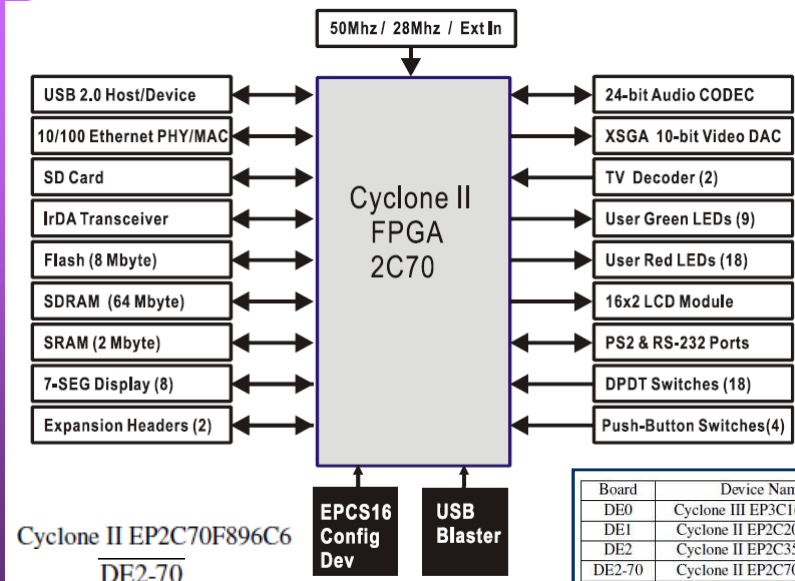 50Mhz / 28Mhz / Ext In
USB 2.0 Host/Device
10/100 Ethernet PHY/MAC
SD Card
IrDA Transceiver
Flash (8 Mbyte)
SDRAM (64 Mbyte)
SRAM (2 Mbyte)
7-SEG Display (8)
Expansion Headers (2)
Cyclone II
FPGA
2C70
24-bit Audio CODEC
XSGA 10-bit Video DAC
TV Decoder (2)
User Green LEDs (9)
User Red LEDs (18)
16x2 LCD Module
PS2 & RS-232 Ports
DPDT Switches (18)
Push-Button Switches(4)
EPCS16
Config
Dev
USB
Blaster
Cyclone II EP2C70F896C6
DE2-70
Board Device
DE0 Cyclone III
DE1 Cyclone II
DE2 Cyclone II
DE2-70 Cyclone II